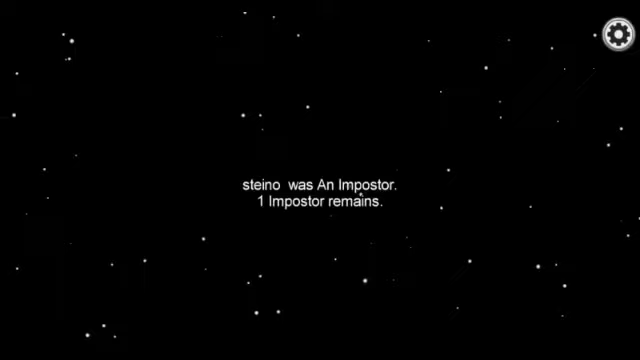 steino was An Impostor.
1 Impostor remains.